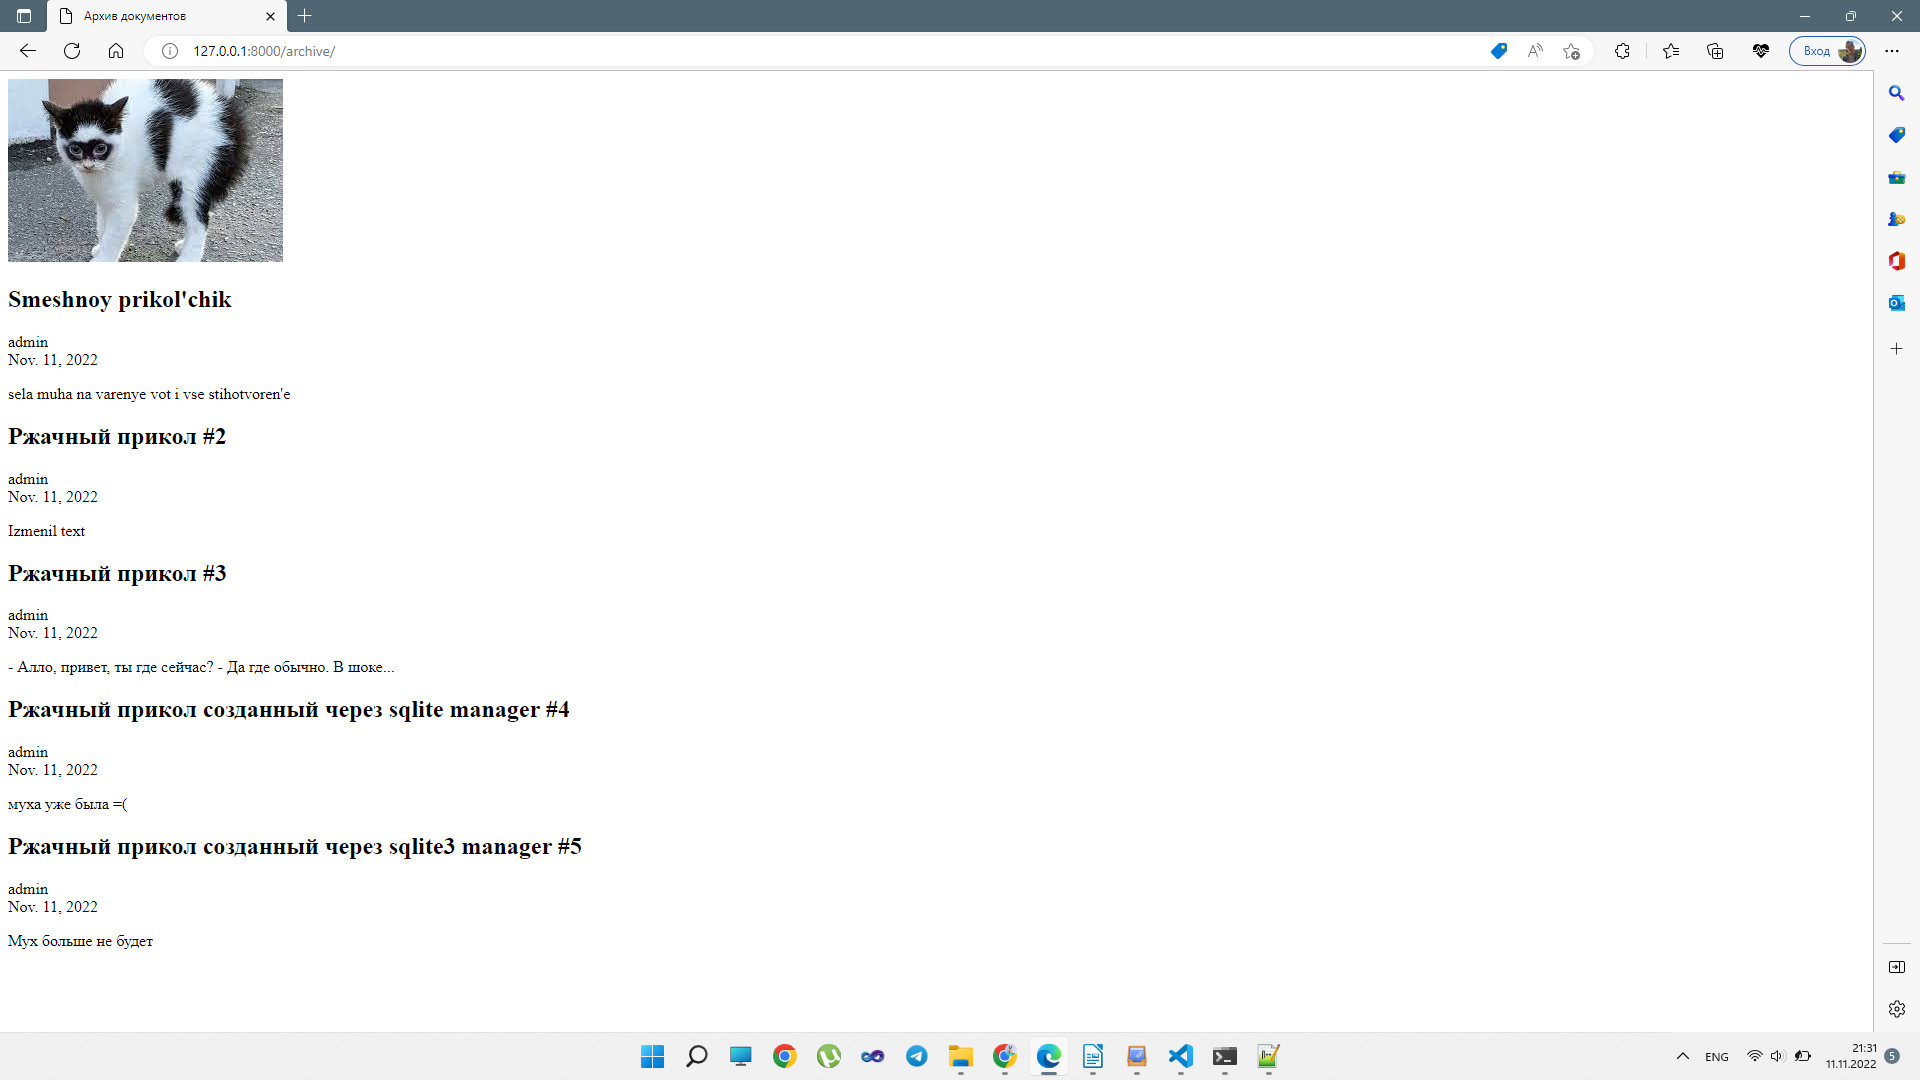 Архив документов
127.0.0.1:8000/archive/
Вход
Smeshnoy prikol'chik
admin
Nov. 11, 2022
sela muha na varenye vot i vse stihotvoren'e
Ржачный прикол #2
admin
Nov. 11, 2022
Izmenil text
Ржачный прикол #3
admin
Nov. 11, 2022
- Алло, привет, ты где сейчас? - Да где обычно. В шоке...
Ржачный прикол созданный через sqlite manager #4
admin
Nov. 11, 2022
муха уже была =(
Ржачный прикол созданный через sqlite3 manager #5
admin
Nov. 11, 2022
Мух больше не будет
ENG
21:31
11.11.2022
5